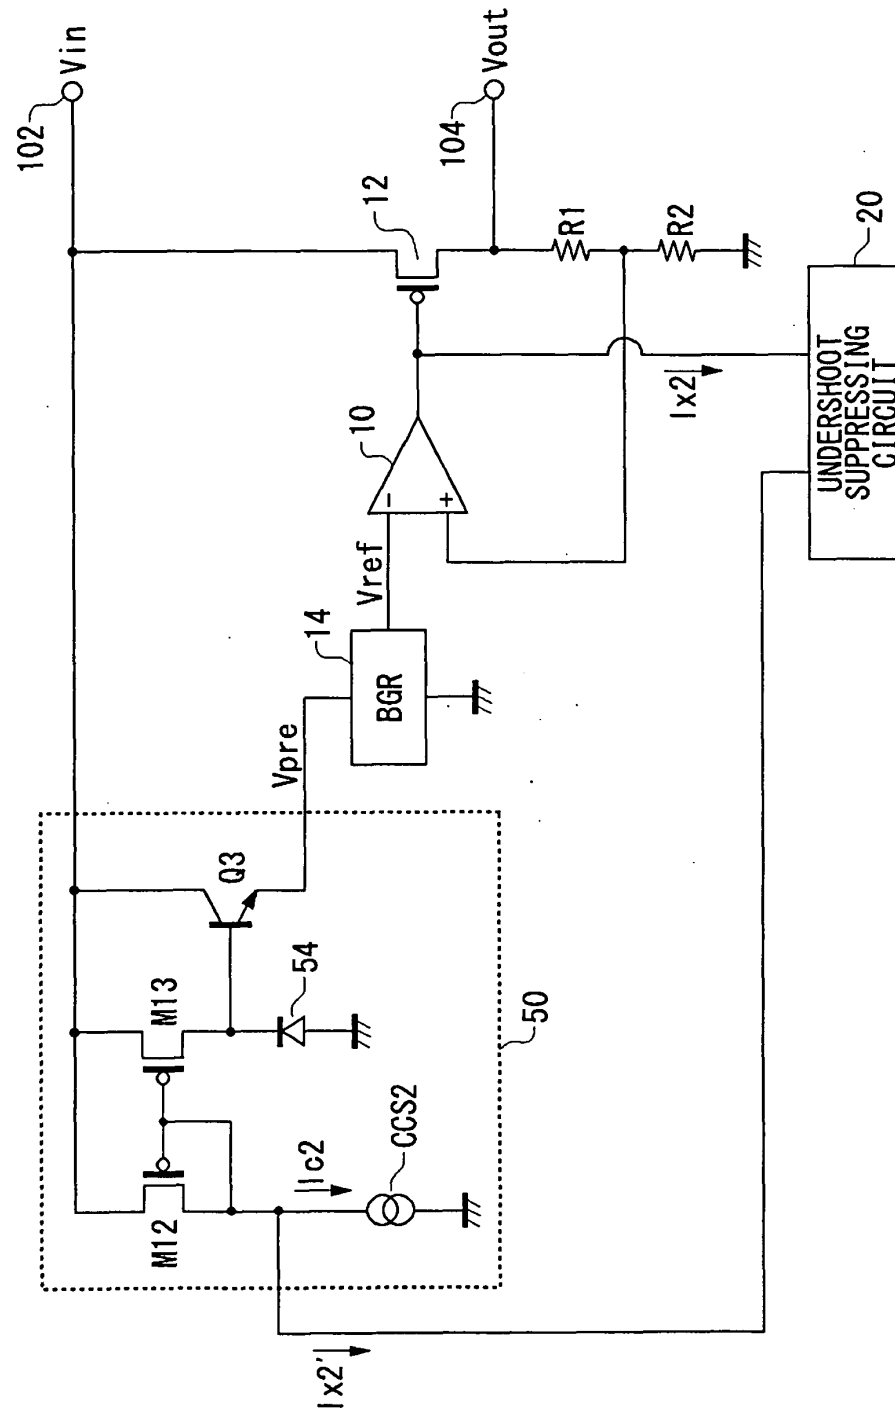 102
Vin
M12
M13
Q3
Ic2
CCS2
54
50
Ix2'
Vpre
14
BGR
Vref
10
-
+
12
104
Vout
R1
R2
Ix2
20
UNDERSHOOT
SUPPRESSING
CIRCUIT